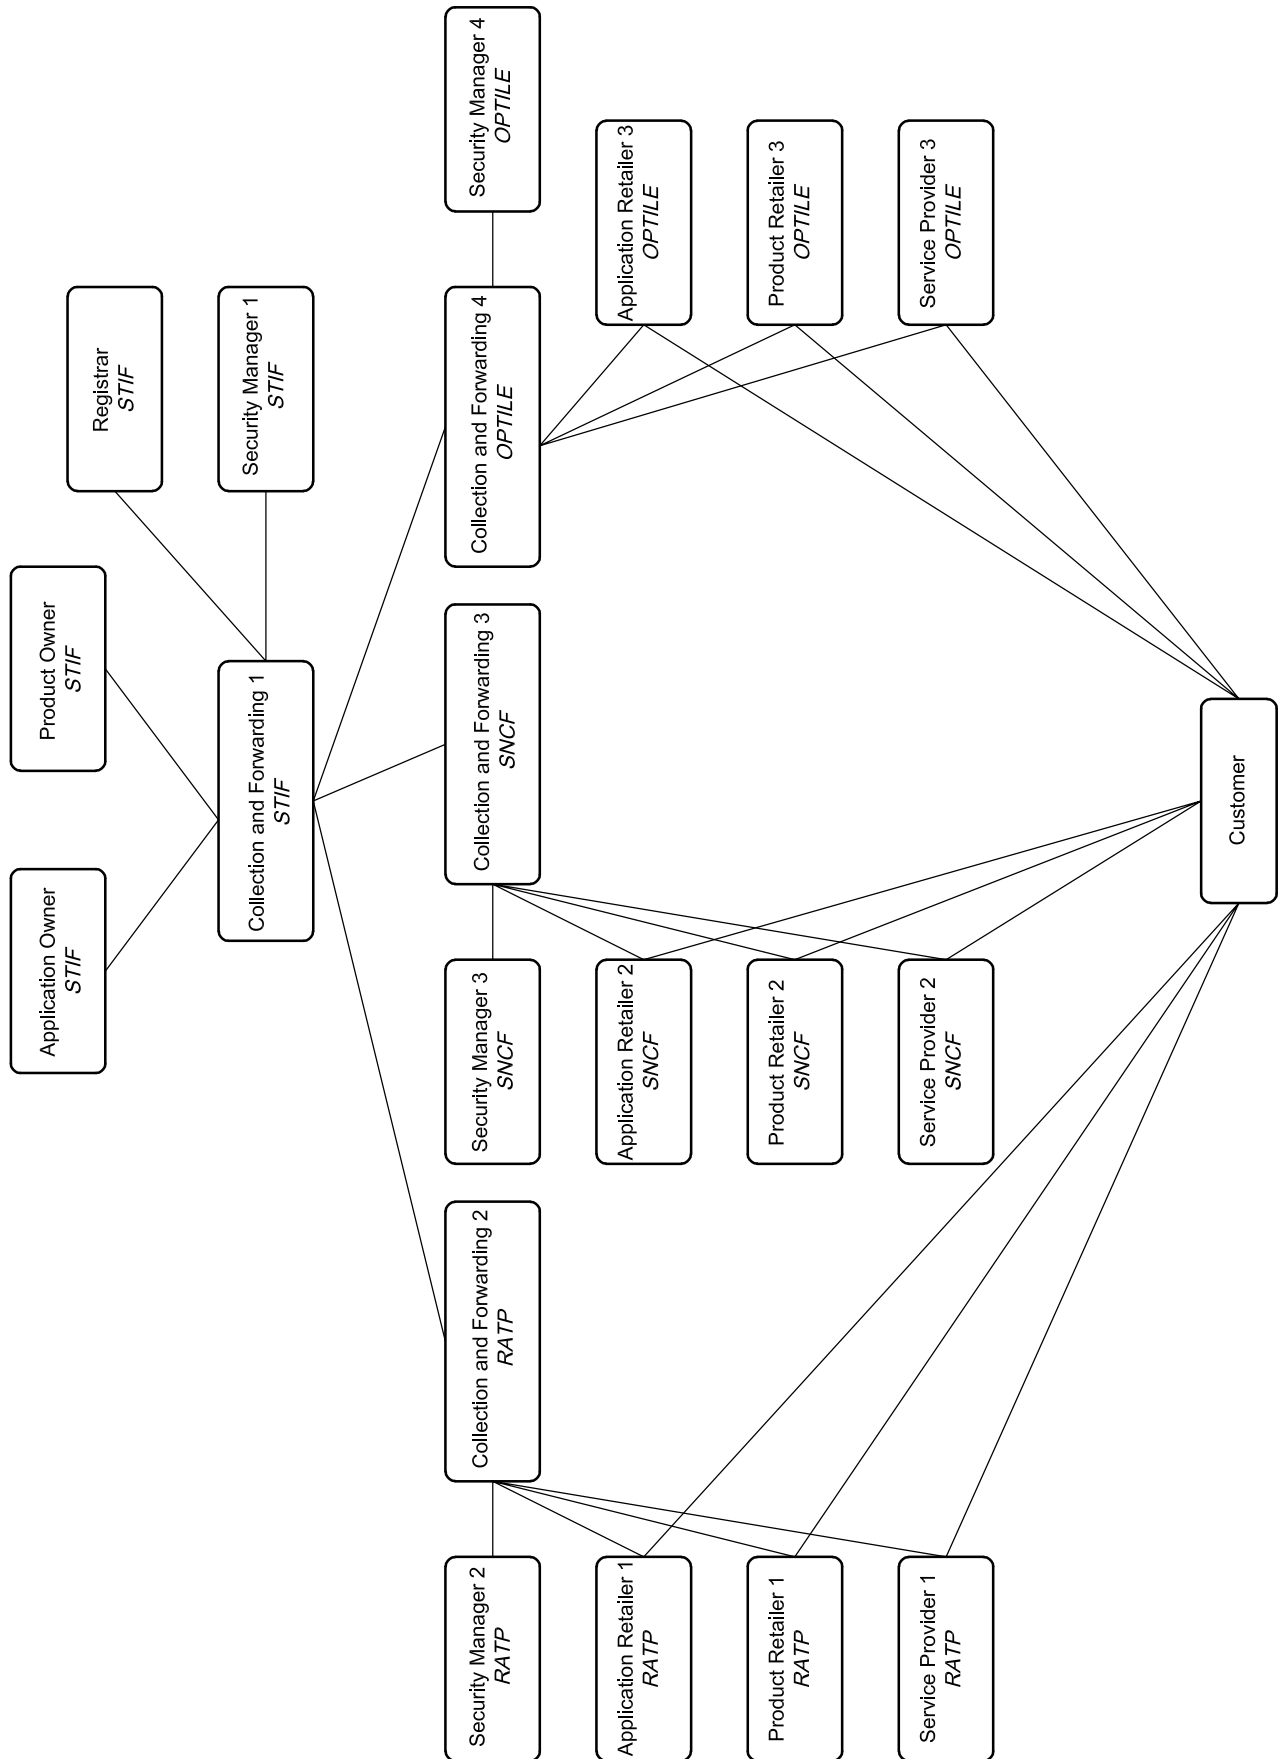 Application Owner
STIF
Product Owner
STIF
Registrar
STIF
Collection and Forwarding 1
STIF
Security Manager 1
STIF
Security Manager 2
RATP
Collection and Forwarding 2
RATP
Security Manager 3
SNCF
Collection and Forwarding 3
SNCF
Collection and Forwarding 4
OPTILE
Security Manager 4
OPTILE
Application Retailer 1
RATP
Application Retailer 2
SNCF
Application Retailer 3
OPTILE
Product Retailer 1
RATP
Product Retailer 2
SNCF
Product Retailer 3
OPTILE
Service Provider 1
RATP
Service Provider 2
SNCF
Service Provider 3
OPTILE
Customer